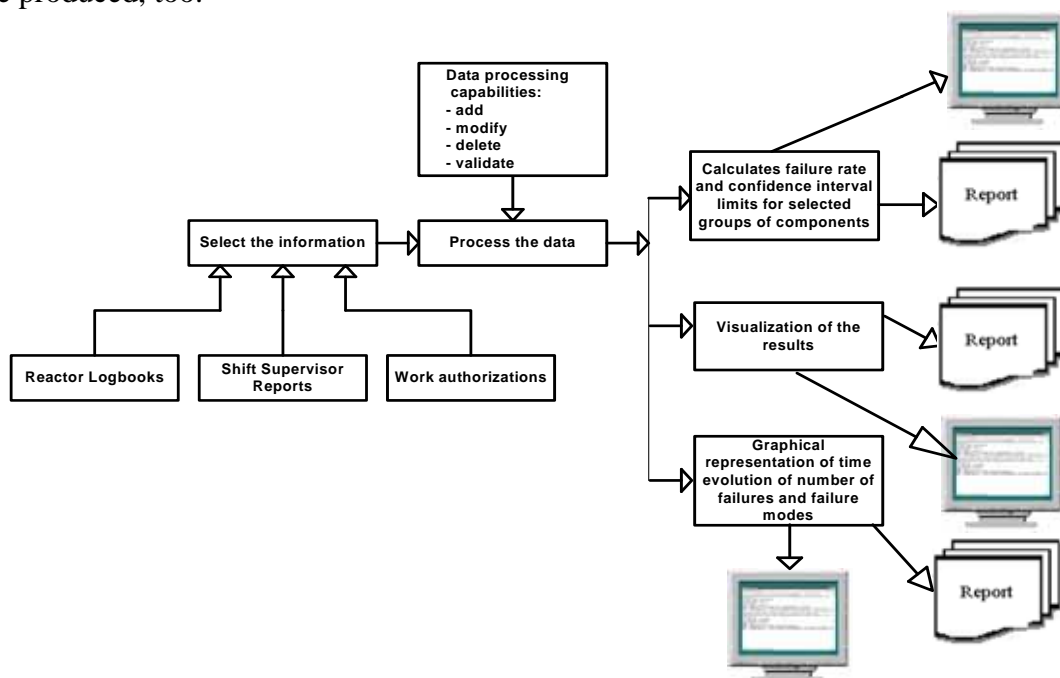 e produced, too.
Data processing
capabilities:
- add
- modify
- delete
- validate
Calculates failure rate
and confidence interval
limits for selected
groups of components
Report
Select the information
Process the data
Visualization of the
results
Report
Reactor Logbooks
Shift Supervisor
Reports
Work authorizations
Graphical
representation of time
evolution of number of
failures and failure
modes
Report